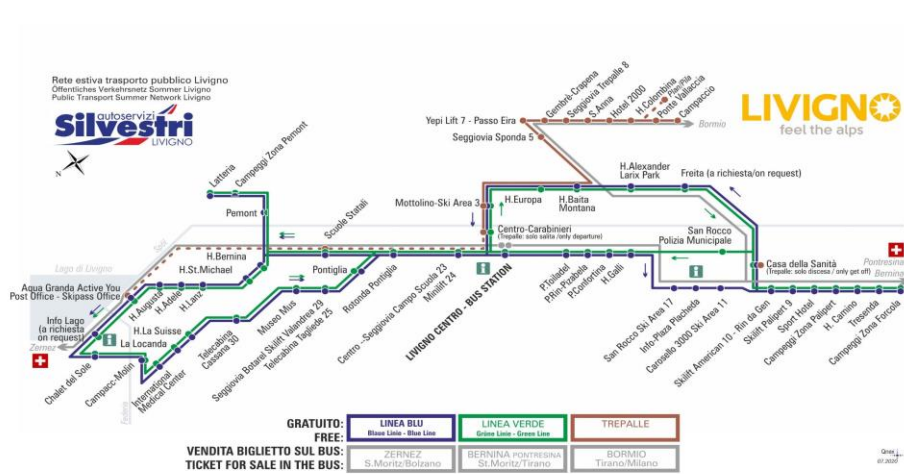 Rete estiva trasporto pubblico Livigno
Öffentliches Verkehrsnetz Sommer Livigno
Public Transport Summer Network Livigno
autoservizi
Silvestri
LIVIGNO
N
LIVIGNO
feel the alps
Yepi Lift 7 - Passo Eira
Seggiovia Sponda 5
Gembrè-Crapena
Seggiovia Trepalle 8
S.Anna
Hotel 2000
H.Colombina
Plan/Pila
Ponte Vallaccia
Campaccio
Bormio
Latteria
Campeggi Zona Pemont
Pemont
Scuole Statali
Mottolino-Ski Area 3
H.Europa
H.Baita
Montana
H.Alexander
Larix Park
Freita (a richiesta/on request)
Centro-Carabinieri
(Trepalle: solo salita /only departure)
San Rocco
Polizia Municipale
Casa della Sanità
(Trepalle: solo discesa / only get off)
Pontresina
Bernina
Lago di Livigno
Spöl
H.Bernina
H.St.Michael
Pontiglia
Aqua Granda Active You
Post Office - Skipass Office
H.Augusta
H.Adele
H.Lanz
Info Lago
(a richiesta
on request)
Zernez
Chalet del Sole
Campacc-Molin
Federia
H.La Suisse
La Locanda
International
Medical Center
Telecabina
Cassana 30
Museo Mus
Seggiovia Botarel Skilift Valandrea 29
Telecabina Tagliede 25
Rotonda Pontiglia
Centro -Seggiovia Campo Scuola 23
Minilift 24
LIVIGNO CENTRO - BUS STATION
P.Toiladel
P.Rin-Pizabela
P.Confortina
H.Galli
San Rocco Ski Area 17
Info-Plaza Placheda
Carosello 3000 Ski Area 11
Skilift American 10 - Rin da Gen
Skilift Palipert 9
Sport Hotel
Campeggi Zona Palipert
H. Camino
Tresenda
Campeggi Zona Forcola
GRATUITO:
FREE:
LINEA BLU
Blaue Linie - Blue Line
LINEA VERDE
Grüne Linie - Green Line
TREPALLE
VENDITA BIGLIETTO SUL BUS:
TICKET FOR SALE IN THE BUS:
ZERNEZ
S.Moritz/Bolzano
BERNINA PONTRESINA
St.Moritz/Tirano
BORMIO
Tirano/Milano